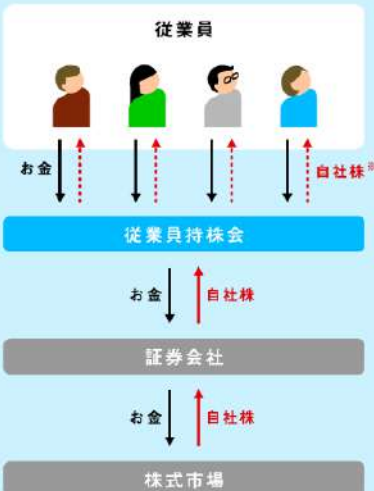 従業員
お金
自社株※
従業員持株会
お金 自社株
証券会社
お金 自社株
株式市場